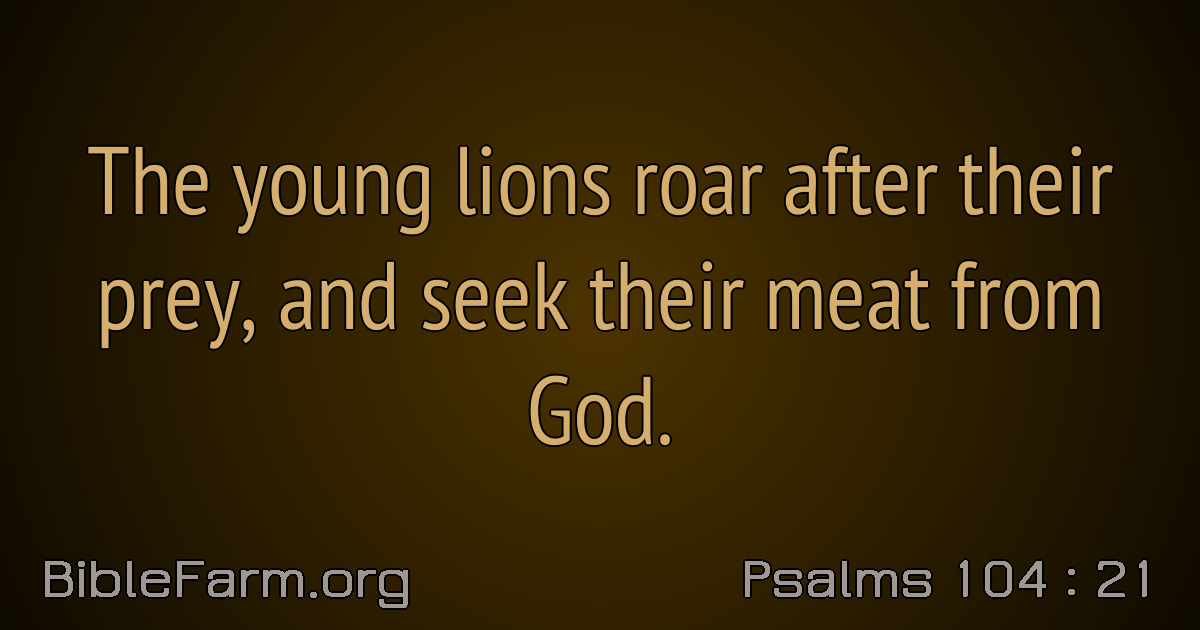 The young lions roar after their
prey, and seek their meat from
God.
BibleFarm.org
Psalms 104 : 21